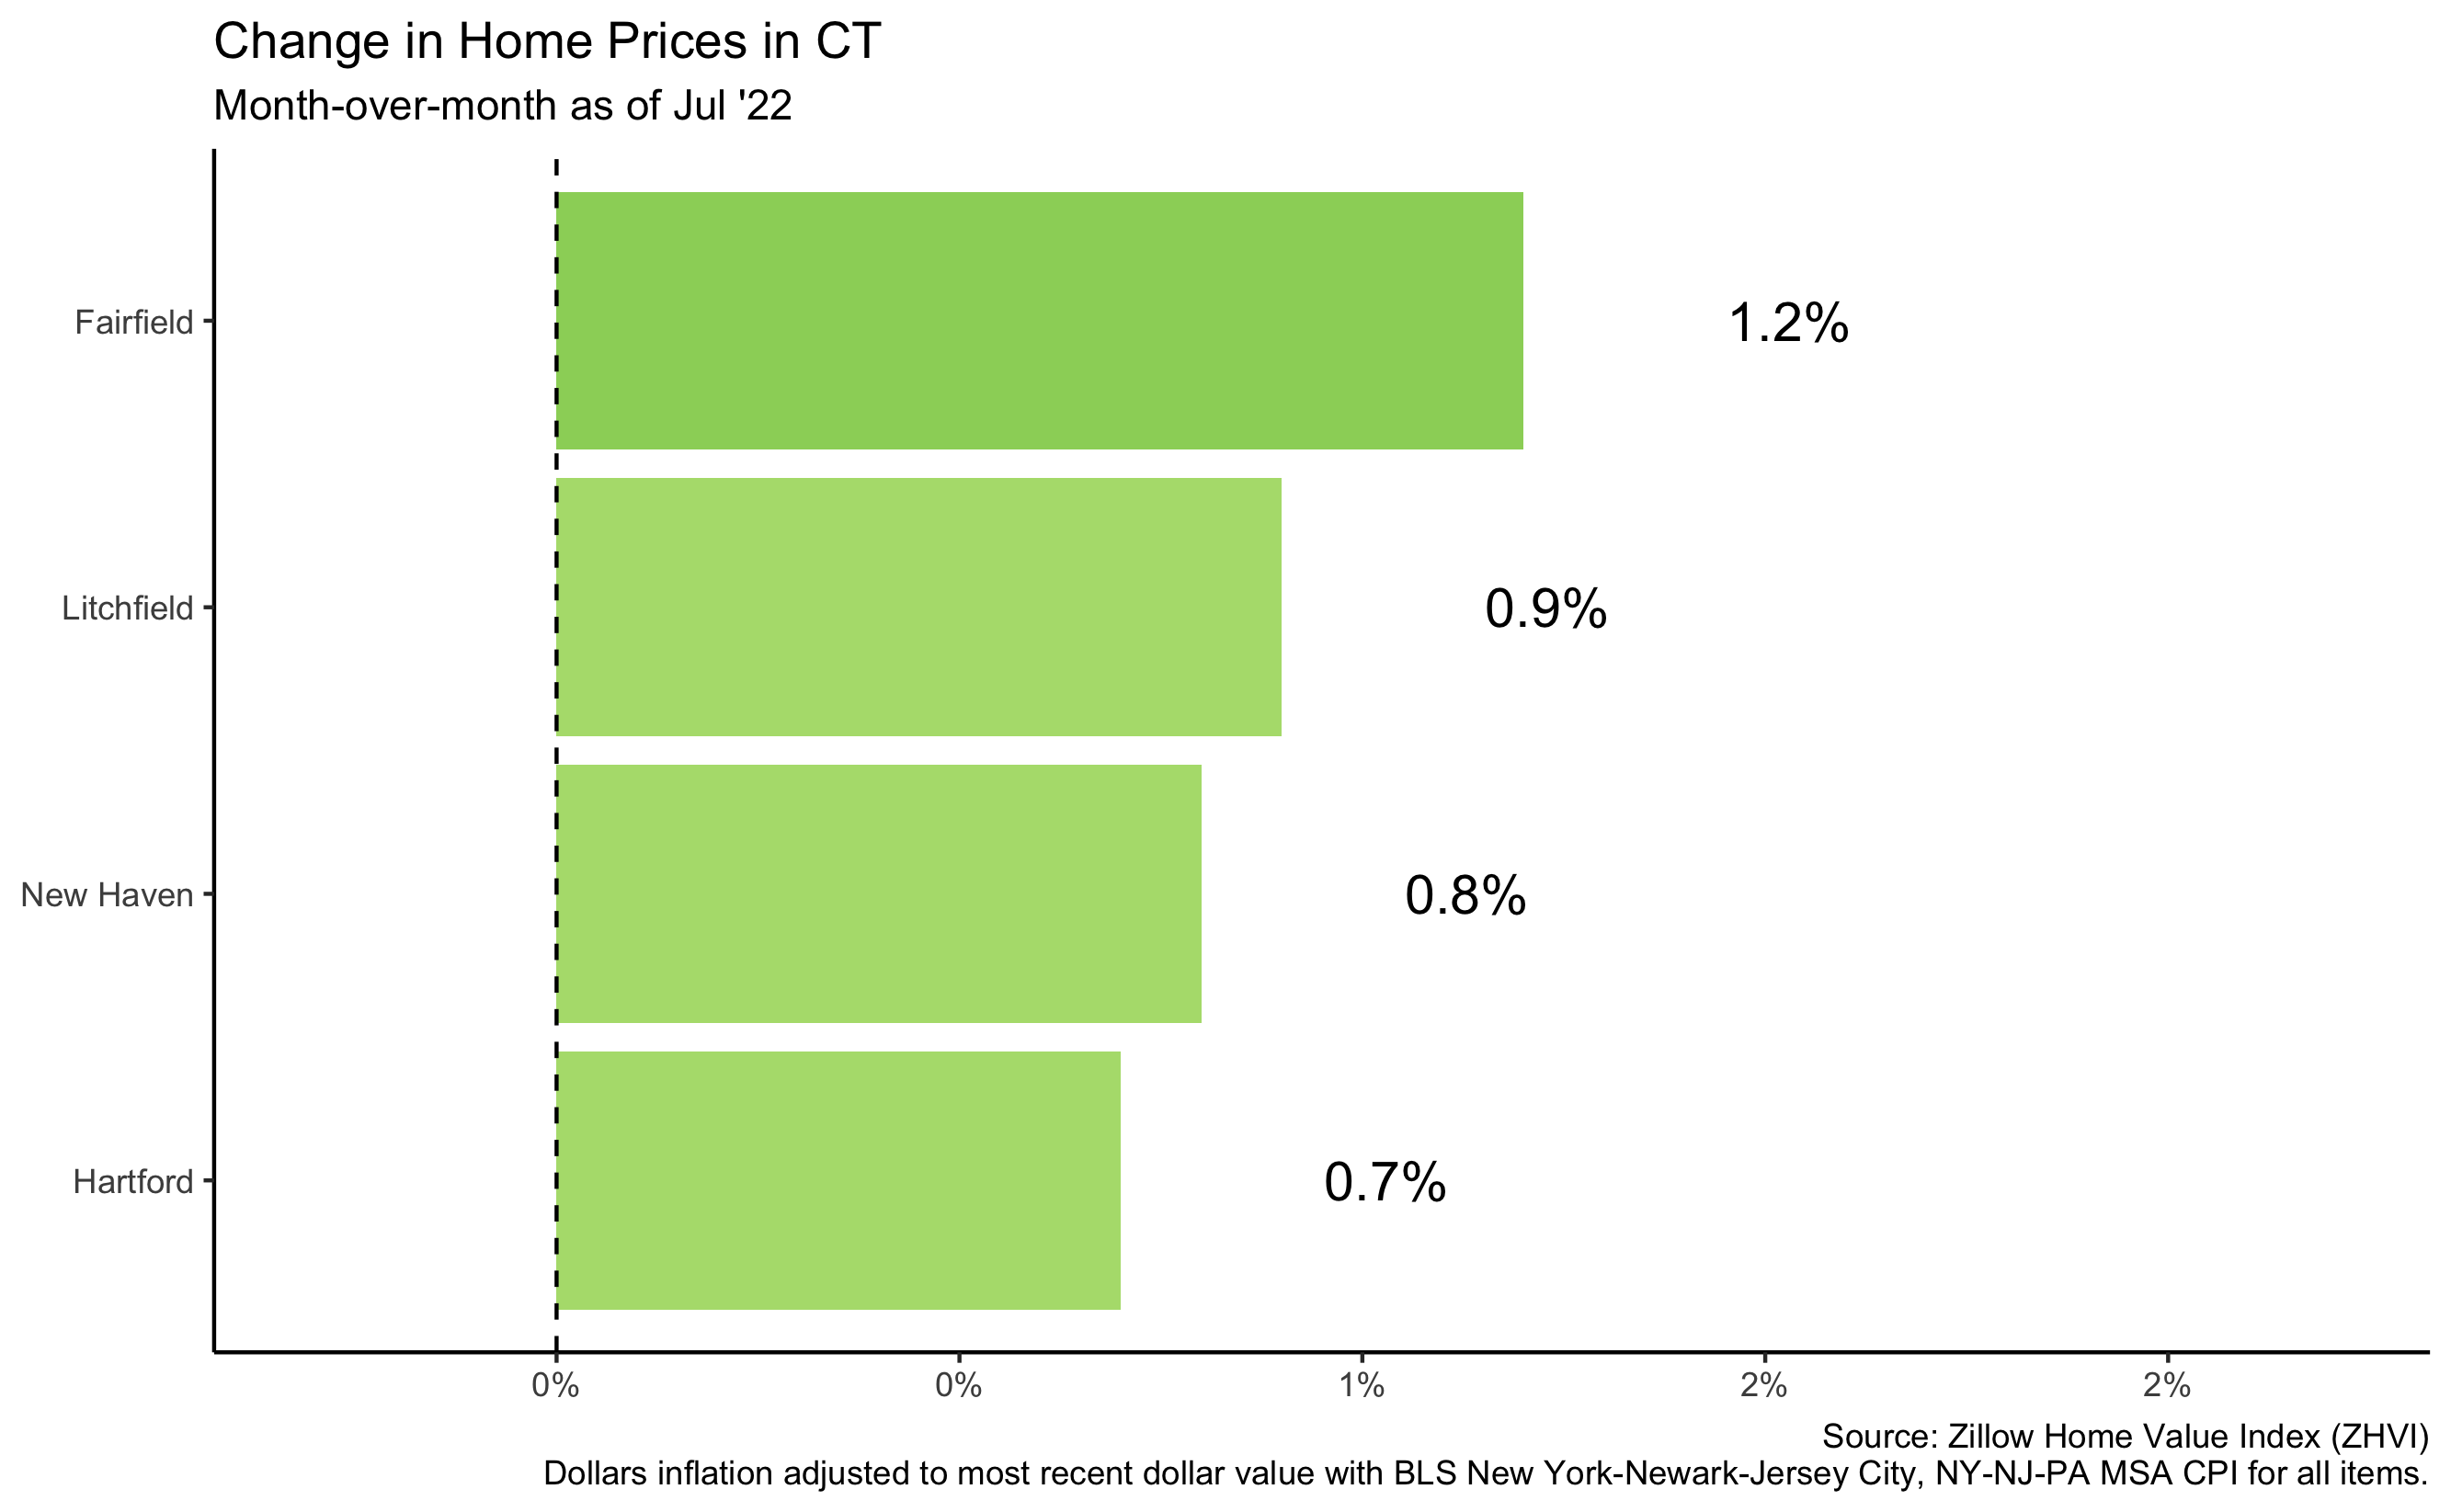 Change in Home Prices in CT
Month-over-month as of Jul '22
Fairfield
1.2%
Litchfield
0.9%
New Haven
0.8%
Hartford
0.7%
0%
0%
1%
2%
2%
Source: Zillow Home Value Index (ZHVI)
Dollars inflation adjusted to most recent dollar value with BLS New York-Newark-Jersey City, NY-NJ-PA MSA CPI for all items.